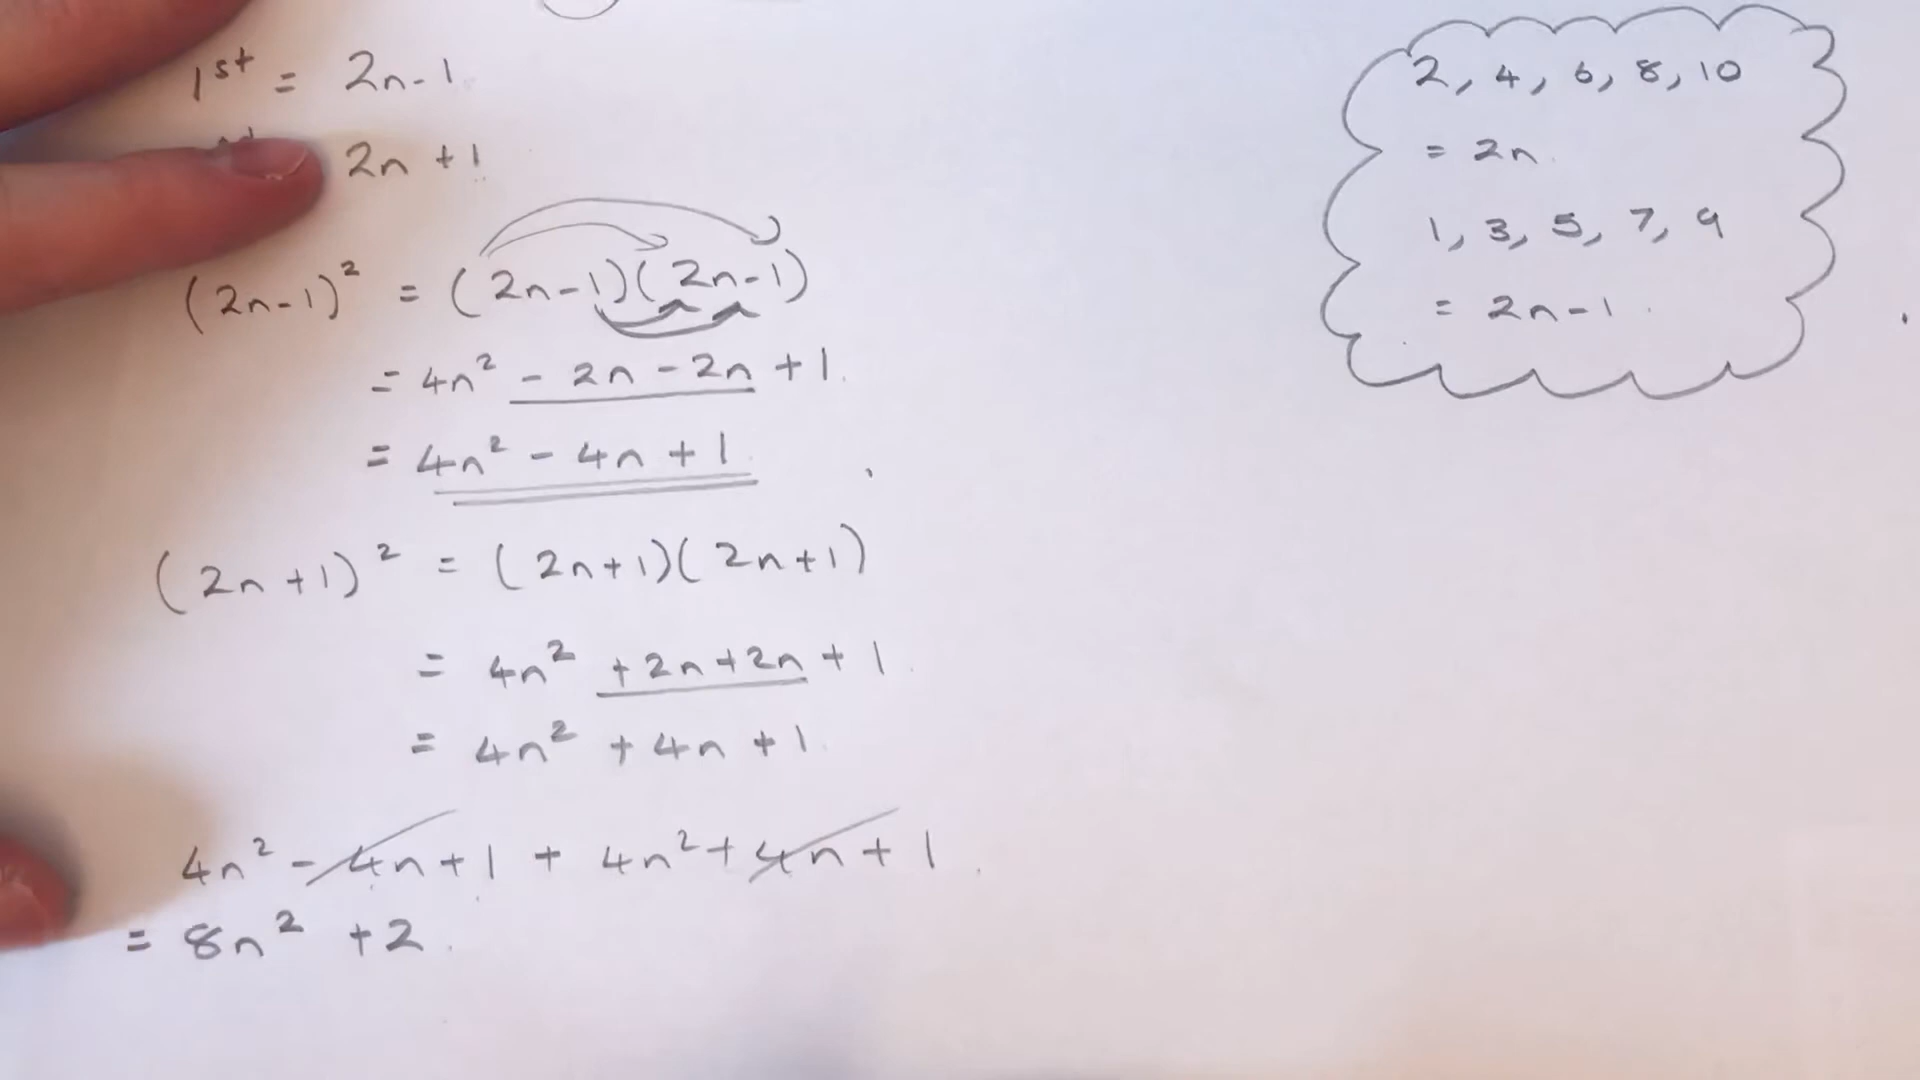 1st = 2n-1
2n + 1
(2n-1)² = (2n-1)(2n-1)
= 4n² - 2n - 2n + 1
= 4n² - 4n + 1
(2n+1)² = (2n+1)(2n+1)
= 4n² + 2n + 2n + 1
= 4n² + 4n + 1
4n² - 4n + 1 + 4n² + 4n + 1
= 8n² + 2
2, 4, 6, 8, 10
= 2n
1, 3, 5, 7, 9
= 2n - 1